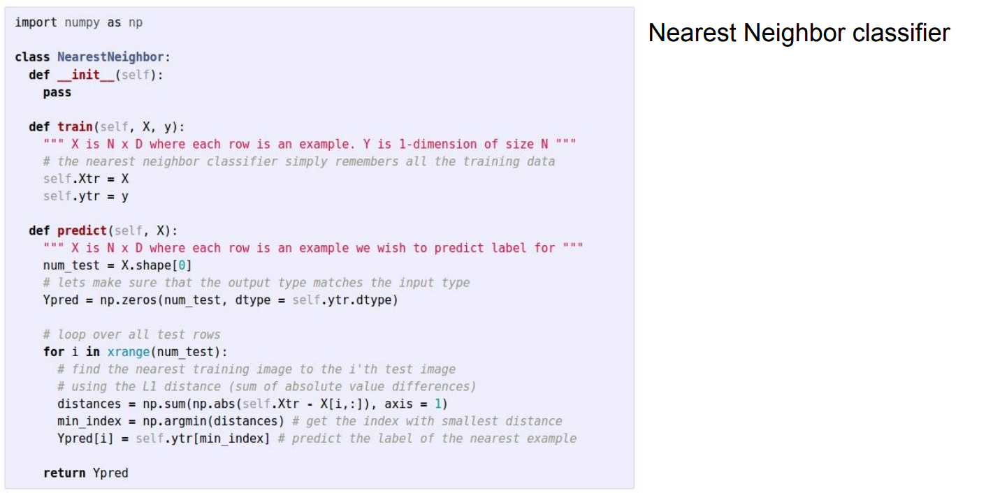 import numpy as np
class NearestNeighbor:
def __init__(self):
pass
def train(self, X, y):
""" X is N x D where each row is an example. Y is 1-dimension of size N """
# the nearest neighbor classifier simply remembers all the training data
self.Xtr = X
self.ytr = y
def predict(self, X):
""" X is N x D where each row is an example we wish to predict label for """
num_test = X.shape[0]
# lets make sure that the output type matches the input type
Ypred = np.zeros(num_test, dtype = self.ytr.dtype)
# loop over all test rows
for i in xrange(num_test):
# find the nearest training image to the i'th test image
# using the L1 distance (sum of absolute value differences)
distances = np.sum(np.abs(self.Xtr - X[i,:]), axis = 1)
min_index = np.argmin(distances) # get the index with smallest distance
Ypred[i] = self.ytr[min_index] # predict the label of the nearest example
return Ypred
Nearest Neighbor classifier